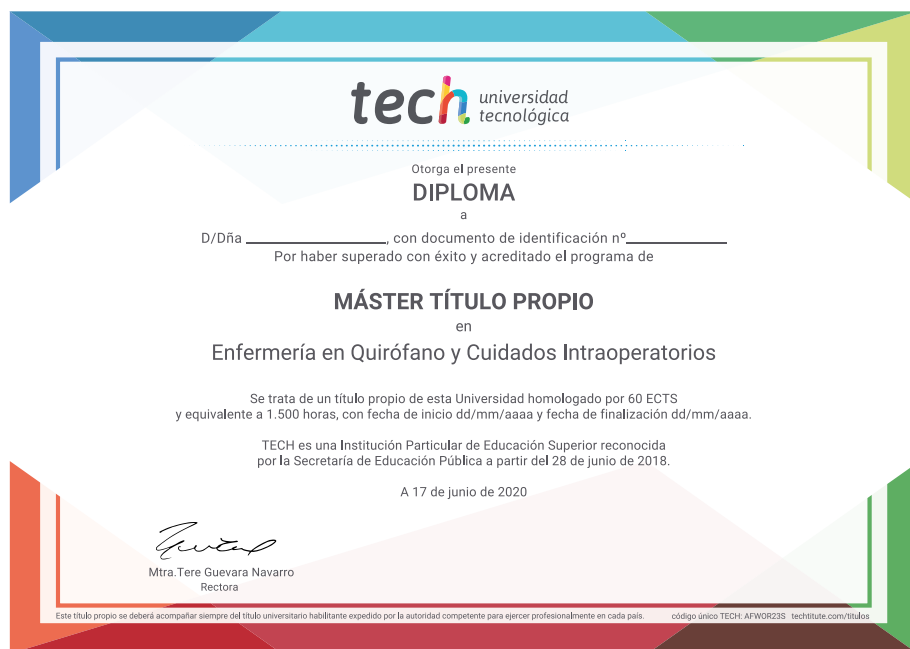 tech universidad
tecnológica
Otorga el presente
DIPLOMA
a
D/Dña ____________________, con documento de identificación nº______________
Por haber superado con éxito y acreditado el programa de
MÁSTER TÍTULO PROPIO
en
Enfermería en Quirófano y Cuidados Intraoperatorios
Se trata de un título propio de esta Universidad homologado por 60 ECTS
y equivalente a 1.500 horas, con fecha de inicio dd/mm/aaaa y fecha de finalización dd/mm/aaaa.
TECH es una Institución Particular de Educación Superior reconocida
por la Secretaría de Educación Pública a partir del 28 de junio de 2018.
A 17 de junio de 2020
Mtra.Tere Guevara Navarro
Rectora
Este título propio se deberá acompañar siempre del título universitario habilitante expedido por la autoridad competente para ejercer profesionalmente en cada país. código único TECH: AFWOR23S techtitute.com/titulos